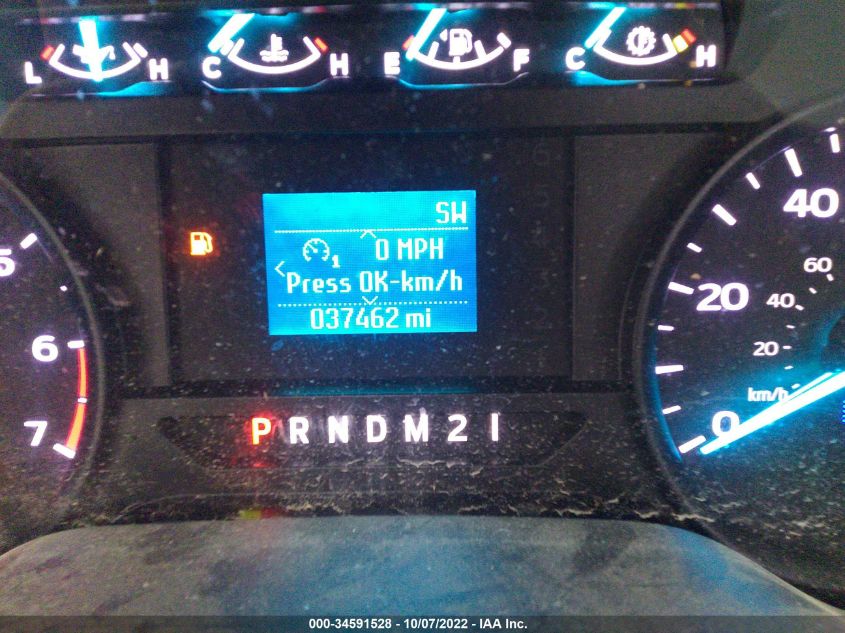 L H C H E F C H
SW
0 MPH
1
Press OK-km/h
037462 mi
5
6
7
P R N D M 2 1
40
60
20
40
20
km/h
0
000-34591528 - 10/07/2022 - IAA Inc.